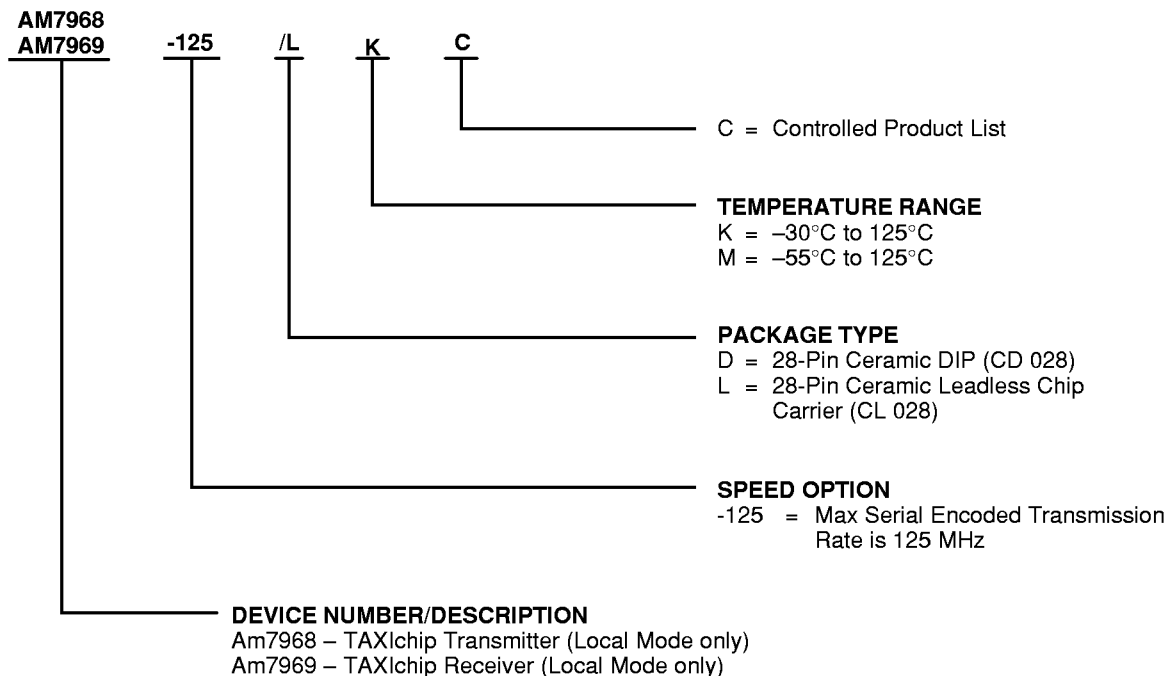 AM7968
AM7969 -125 /L K C
C = Controlled Product List
TEMPERATURE RANGE
K = –30°C to 125°C
M = –55°C to 125°C
PACKAGE TYPE
D = 28-Pin Ceramic DIP (CD 028)
L = 28-Pin Ceramic Leadless Chip
Carrier (CL 028)
SPEED OPTION
-125 = Max Serial Encoded Transmission
Rate is 125 MHz
DEVICE NUMBER/DESCRIPTION
Am7968 – TAXIchip Transmitter (Local Mode only)
Am7969 – TAXIchip Receiver (Local Mode only)